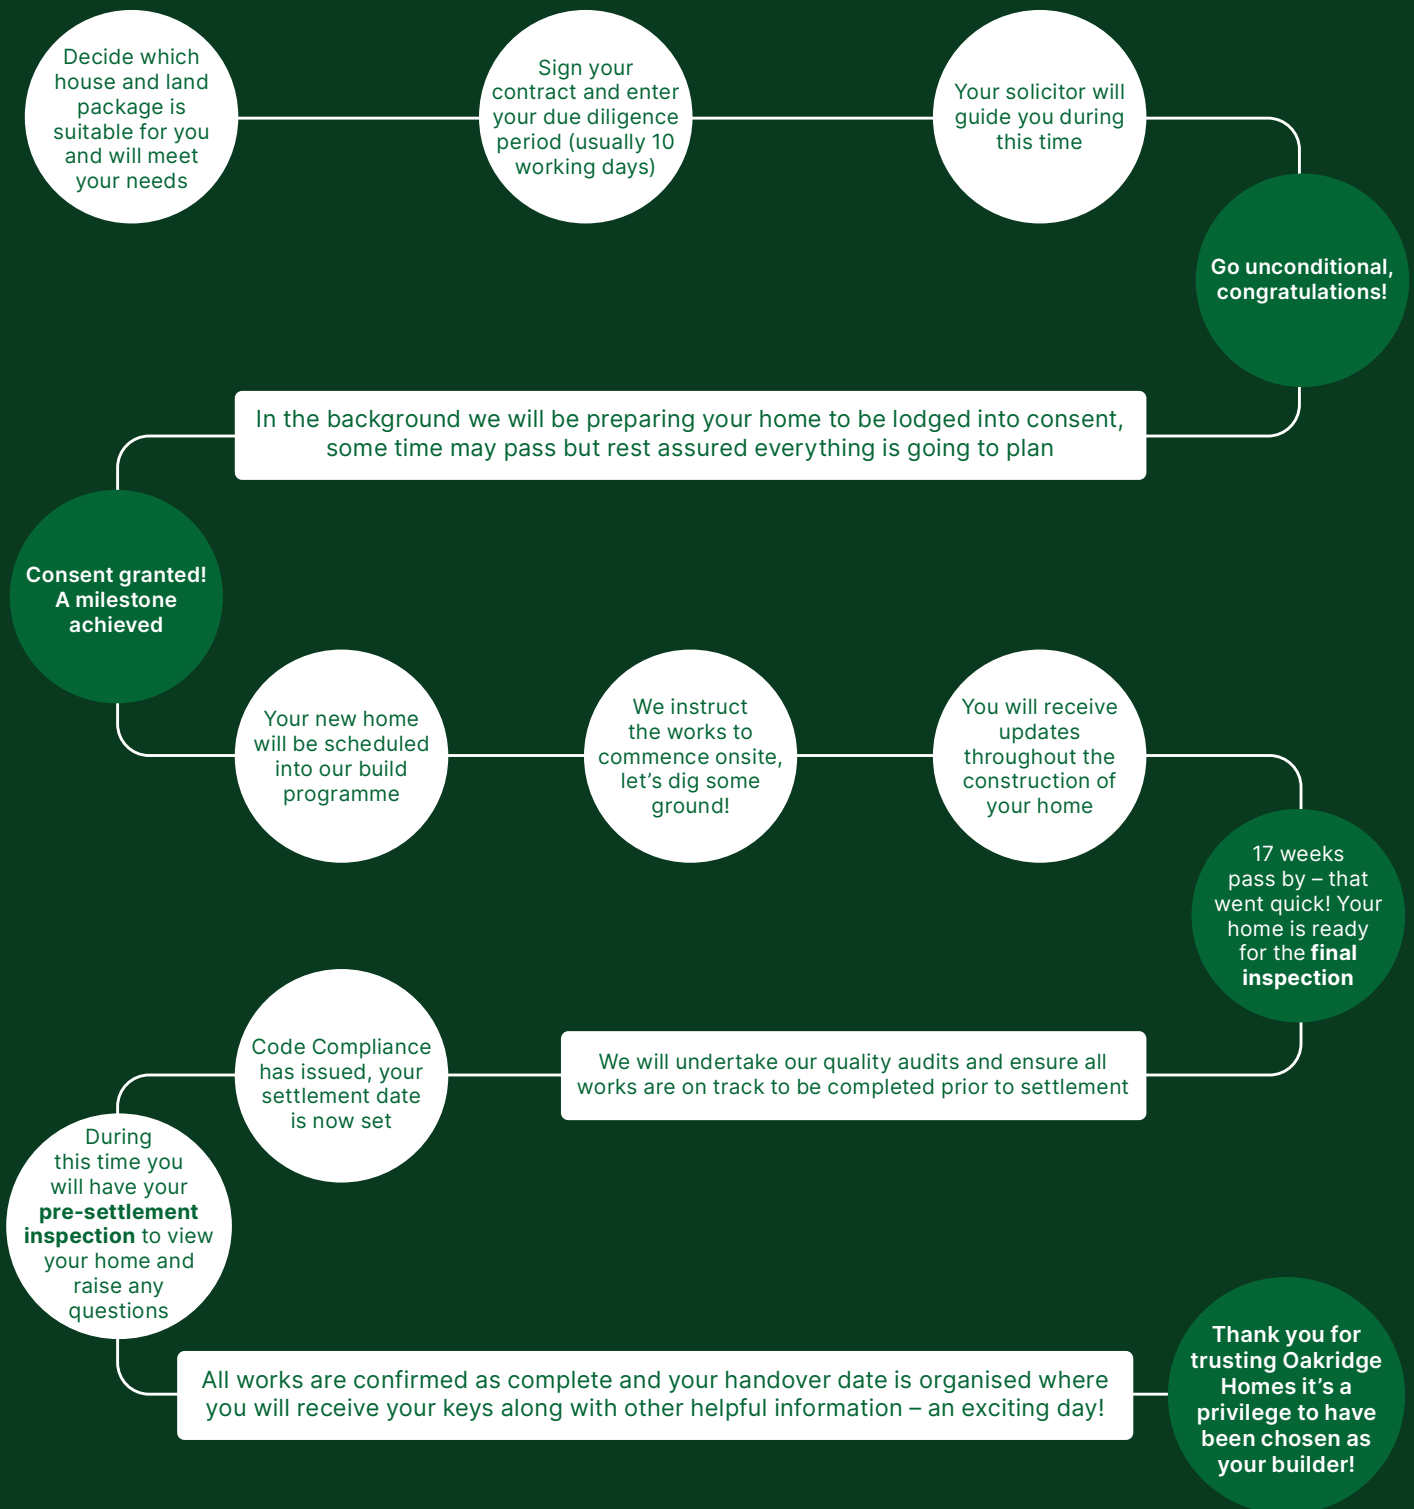 Decide which
house and land
package is
suitable for you
and will meet
your needs
Sign your
contract and enter
your due diligence
period (usually 10
working days)
Your solicitor will
guide you during
this time
Go unconditional,
congratulations!
In the background we will be preparing your home to be lodged into consent,
some time may pass but rest assured everything is going to plan
Consent granted!
A milestone
achieved
Your new home
will be scheduled
into our build
programme
We instruct
the works to
commence onsite,
let’s dig some
ground!
You will receive
updates
throughout the
construction of
your home
17 weeks
pass by – that
went quick! Your
home is ready
for the final
inspection
We will undertake our quality audits and ensure all
works are on track to be completed prior to settlement
Code Compliance
has issued, your
settlement date
is now set
During
this time you
will have your
pre-settlement
inspection to view
your home and
raise any
questions
All works are confirmed as complete and your handover date is organised where
you will receive your keys along with other helpful information – an exciting day!
Thank you for
trusting Oakridge
Homes it’s a
privilege to have
been chosen as
your builder!